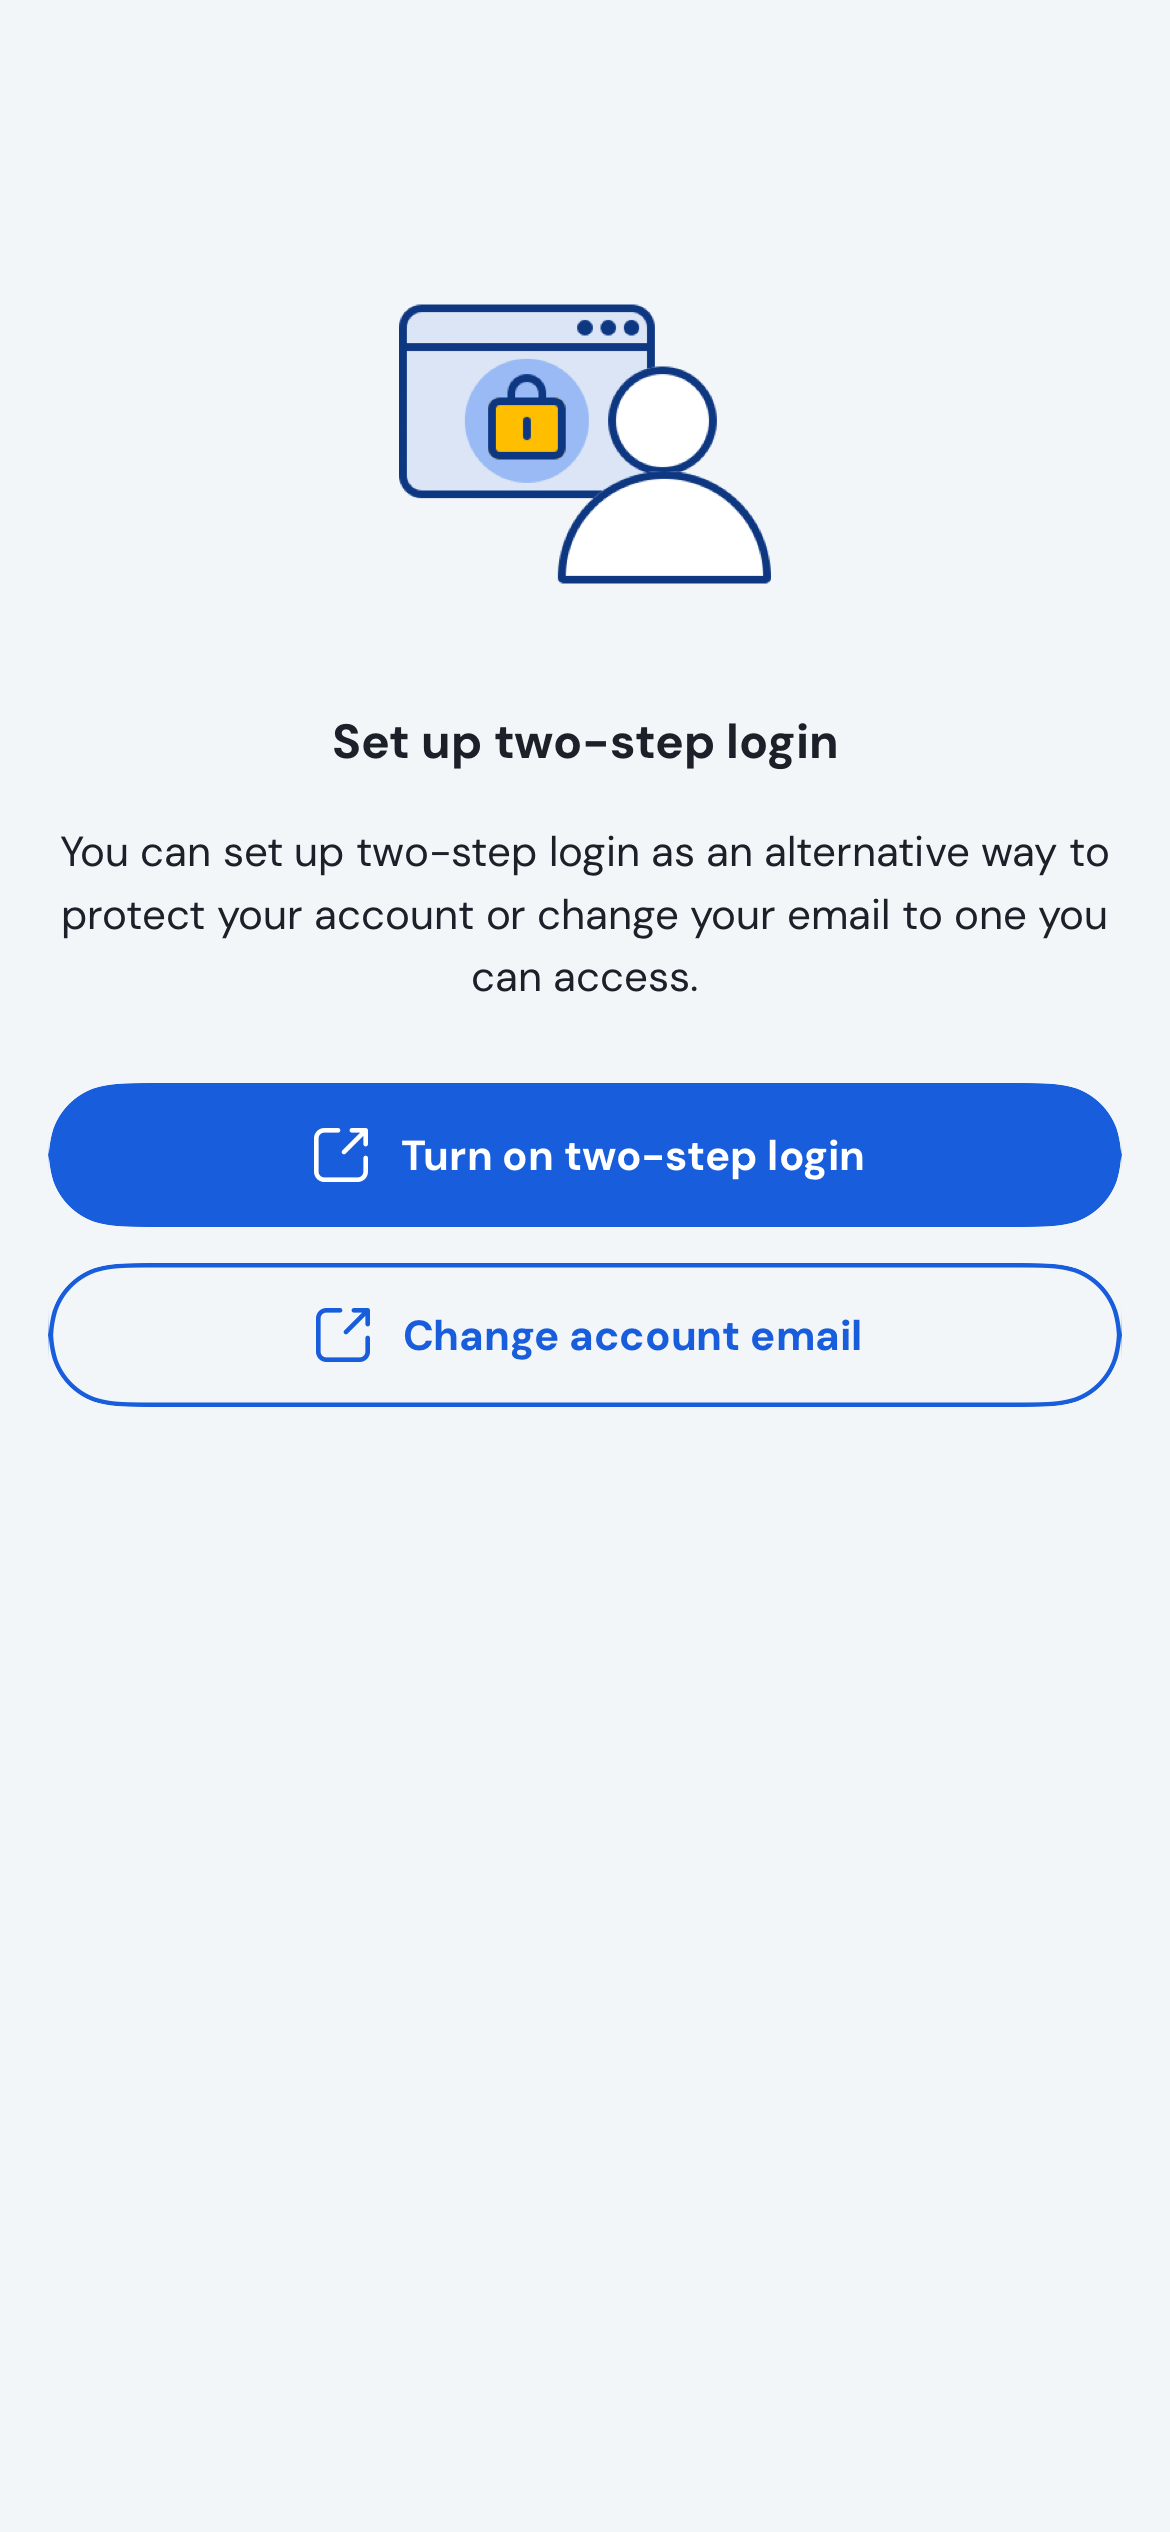 Set up two-step login
You can set up two-step login as an alternative way to
protect your account or change your email to one you
can access.
Turn on two-step login
Change account email